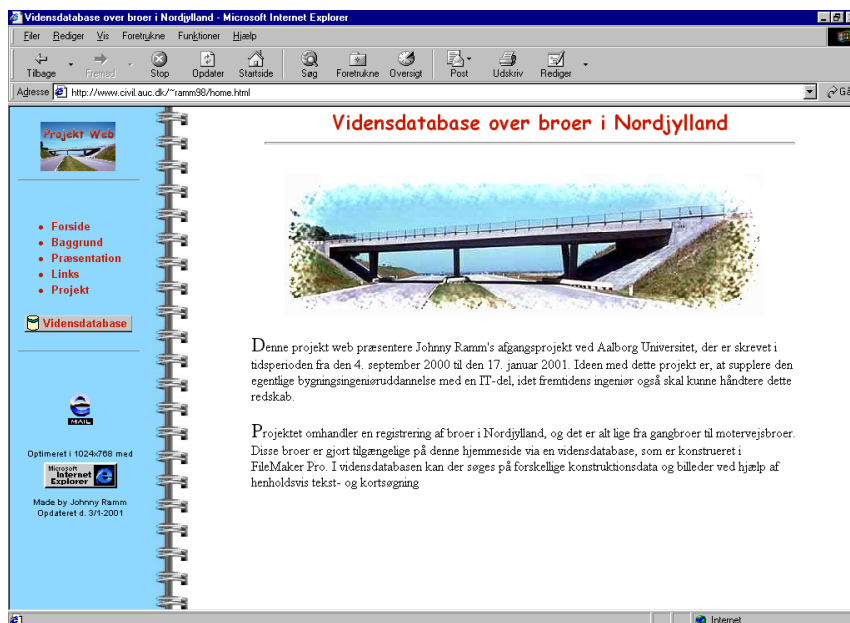 Vidensdatabase over broer i Nordjylland - Microsoft Internet Explorer
Filer Rediger Vis Foretrukne Funktioner Hjælp
Tilbage Fremad Stop Opdater Startside Søg Foretrukne Oversigt Post Udskriv Rediger
Adresse http://www.civil.auc.dk/~ramm98/home.html Gå
Projekt Web
Forside
Baggrund
Præsentation
Links
Projekt
Vidensdatabase
MAIL
Optimeret i 1024x768 med
Microsoft
Internet
Explorer
Made by Johnny Ramm
Opdateret d. 3/1-2001
Vidensdatabase over broer i Nordjylland
Denne projekt web præsentere Johnny Ramm's afgangsprojekt ved Aalborg Universitet, der er skrevet i
tidsperioden fra den 4. september 2000 til den 17. januar 2001. Ideen med dette projekt er, at supplere den
egentlige bygningsingeniøruddannelse med en IT-del, idet fremtidens ingeniør også skal kunne håndtere dette
redskab.
Projektet omhandler en registrering af broer i Nordjylland, og det er alt lige fra gangbroer til motervejsbroer.
Disse broer er gjort tilgængelige på denne hjemmeside via en vidensdatabase, som er konstrueret i
FileMaker Pro. I vidensdatabasen kan der søges på forskellige konstruktionsdata og billeder ved hjælp af
henholdsvis tekst- og kortsøgning
Internet